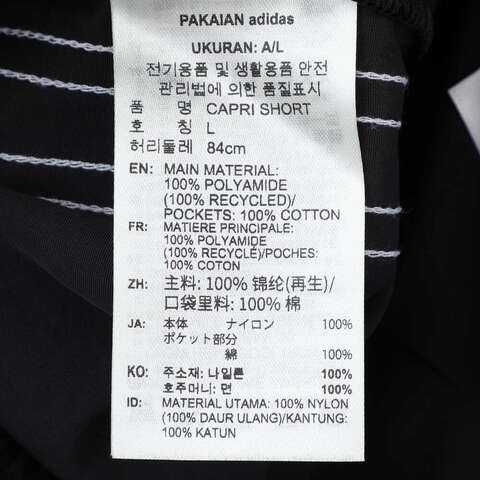 PAKAIAN adidas
UKURAN: A/L
전기용품 및 생활용품 안전
관리법에 의한 품질표시
품 명 CAPRI SHORT
호 칭 L
허리둘레 84cm
EN: MAIN MATERIAL:
100% POLYAMIDE
(100% RECYCLED)/
POCKETS: 100% COTTON
FR: MATIERE PRINCIPALE:
100% POLYAMIDE
(100% RECYCLÉ)/POCHES:
100% COTON
ZH: 主料: 100% 锦纶(再生)/
口袋里料: 100% 棉
JA: 本体 ナイロン 100%
ポケット部分
綿 100%
KO: 주소재: 나일론 100%
호주머니: 면 100%
ID: MATERIAL UTAMA: 100% NYLON
(100% DAUR ULANG)/KANTUNG:
100% KATUN